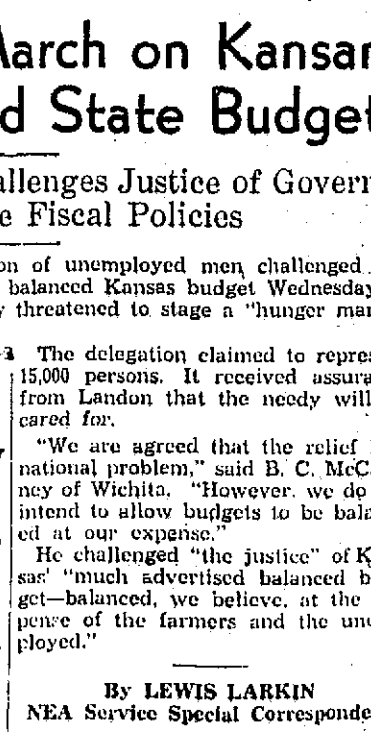 March on Kansa
d State Budget
allenges Justice of Govern
e Fiscal Policies
on of unemployed men challenged
balanced Kansas budget Wednesday
y threatened to stage a "hunger mar
The delegation claimed to repres
15,000 persons. It received assura
from Landon that the needy will
cared for.
"We are agreed that the relief
national problem," said B. C. McC
ney of Wichita. "However, we do
intend to allow budgets to be bala
ed at our expense."
He challenged "the justice" of K
sas' "much advertised balanced b
get—balanced, we believe, at the
pense of the farmers and the une
ployed."
By LEWIS LARKIN
NEA Service Special Corresponde